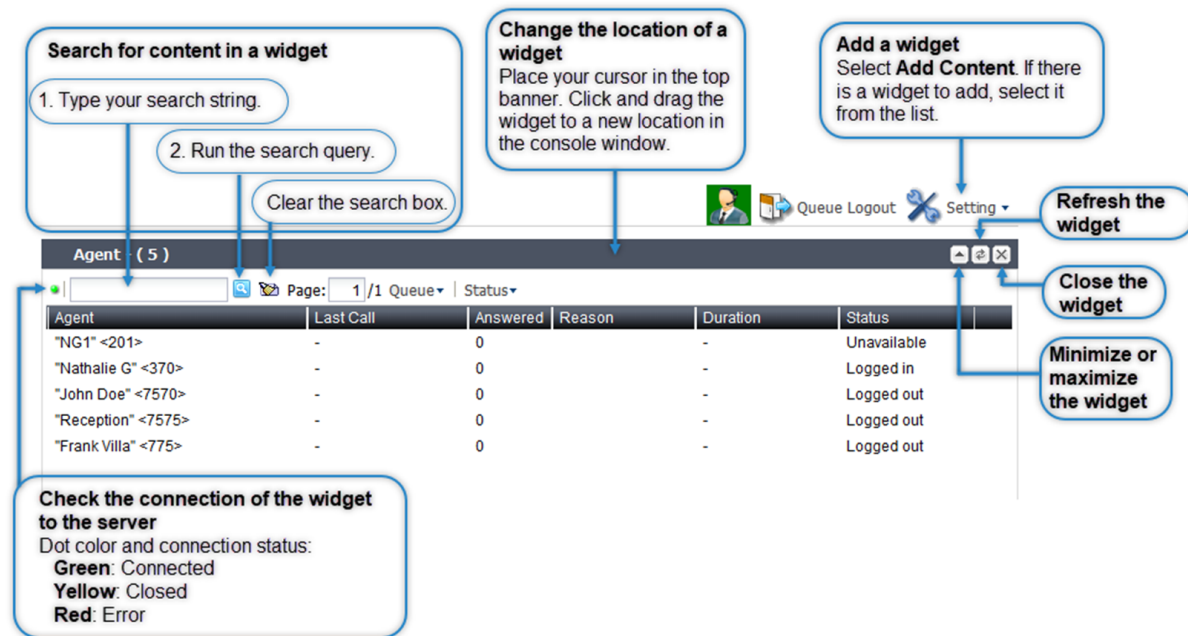 Search for content in a widget
1. Type your search string.
2. Run the search query.
Clear the search box.
Change the location of a
widget
Place your cursor in the top
banner. Click and drag the
widget to a new location in
the console window.
Add a widget
Select Add Content. If there
is a widget to add, select it
from the list.
Queue Logout Setting
Refresh the
widget
Agent - ( 5 )
Close the
widget
Page: 1 /1 Queue | Status
Agent Last Call Answered Reason Duration Status
"NG1" <201> - 0 - Unavailable
"Nathalie G" <370> - 0 - Logged in
"John Doe" <7570> - 0 - Logged out
"Reception" <7575> - 0 - Logged out
"Frank Villa" <775> - 0 - Logged out
Minimize or
maximize
the widget
Check the connection of the widget
to the server
Dot color and connection status:
Green: Connected
Yellow: Closed
Red: Error